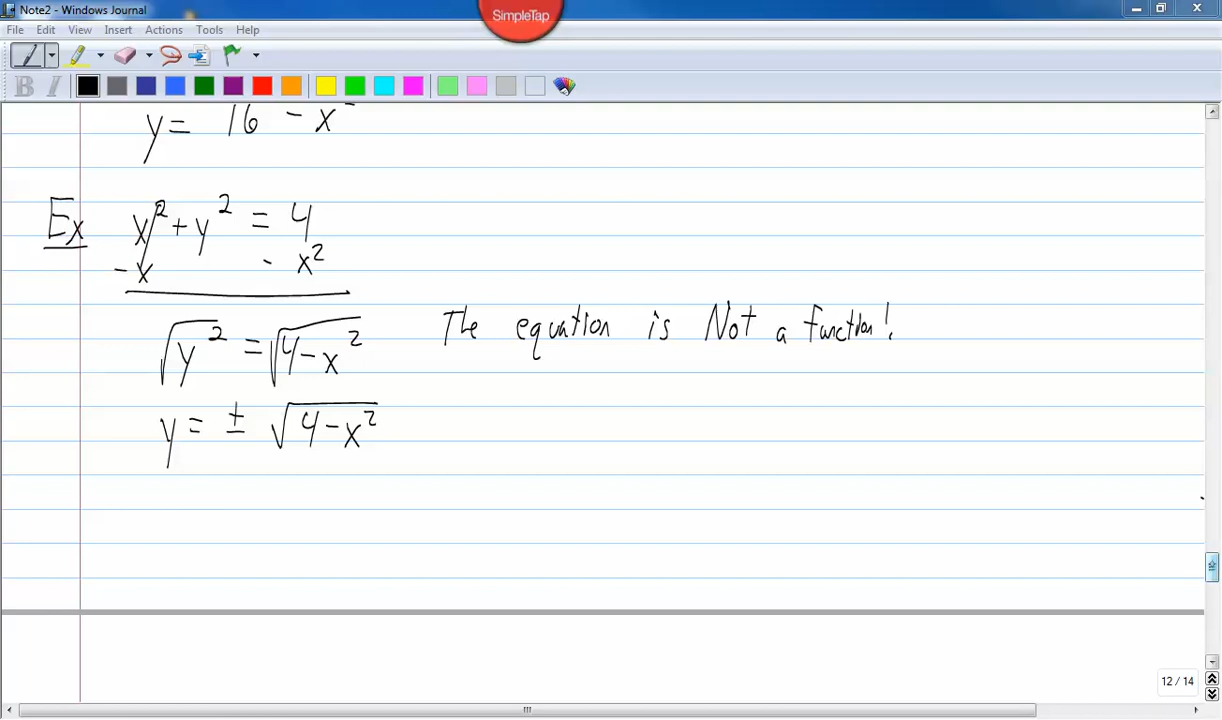 Note2 - Windows Journal
SimpleTap
File Edit View Insert Actions Tools Help
B I
y = 16 - x
Ex x² + y² = 4
- x - x²
√y² = √4-x²
The equation is Not a function!
y = ± √4-x²
12 / 14